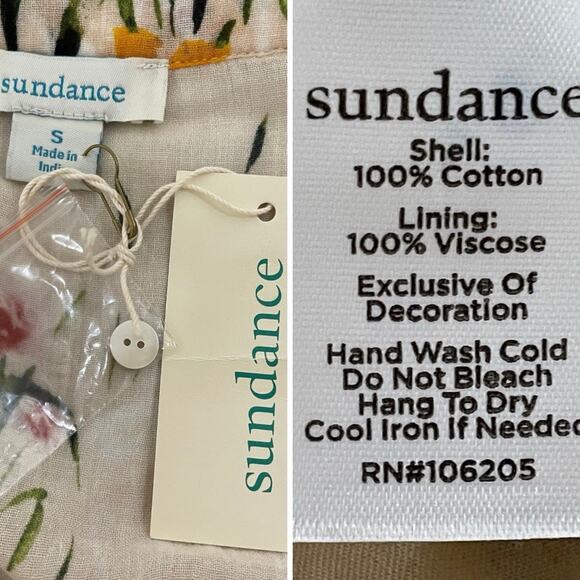 sundance
S
Made in
sundance
sundance
Shell:
100% Cotton
Lining:
100% Viscose
Exclusive Of
Decoration
Hand Wash Cold
Do Not Bleach
Hang To Dry
Cool Iron If Needed
RN#106205